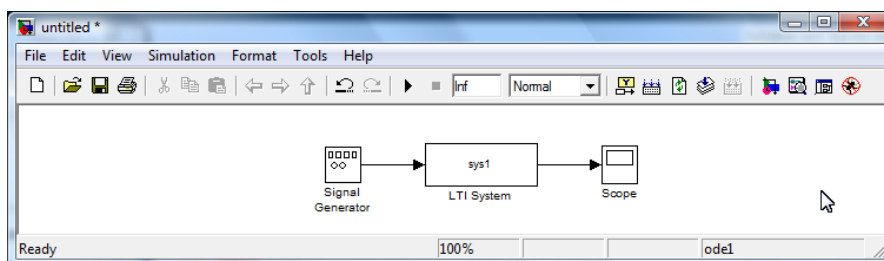 untitled *
File Edit View Simulation Format Tools Help
Inf Normal
sys1
Signal
Generator
LTI System
Scope
Ready 100% ode1